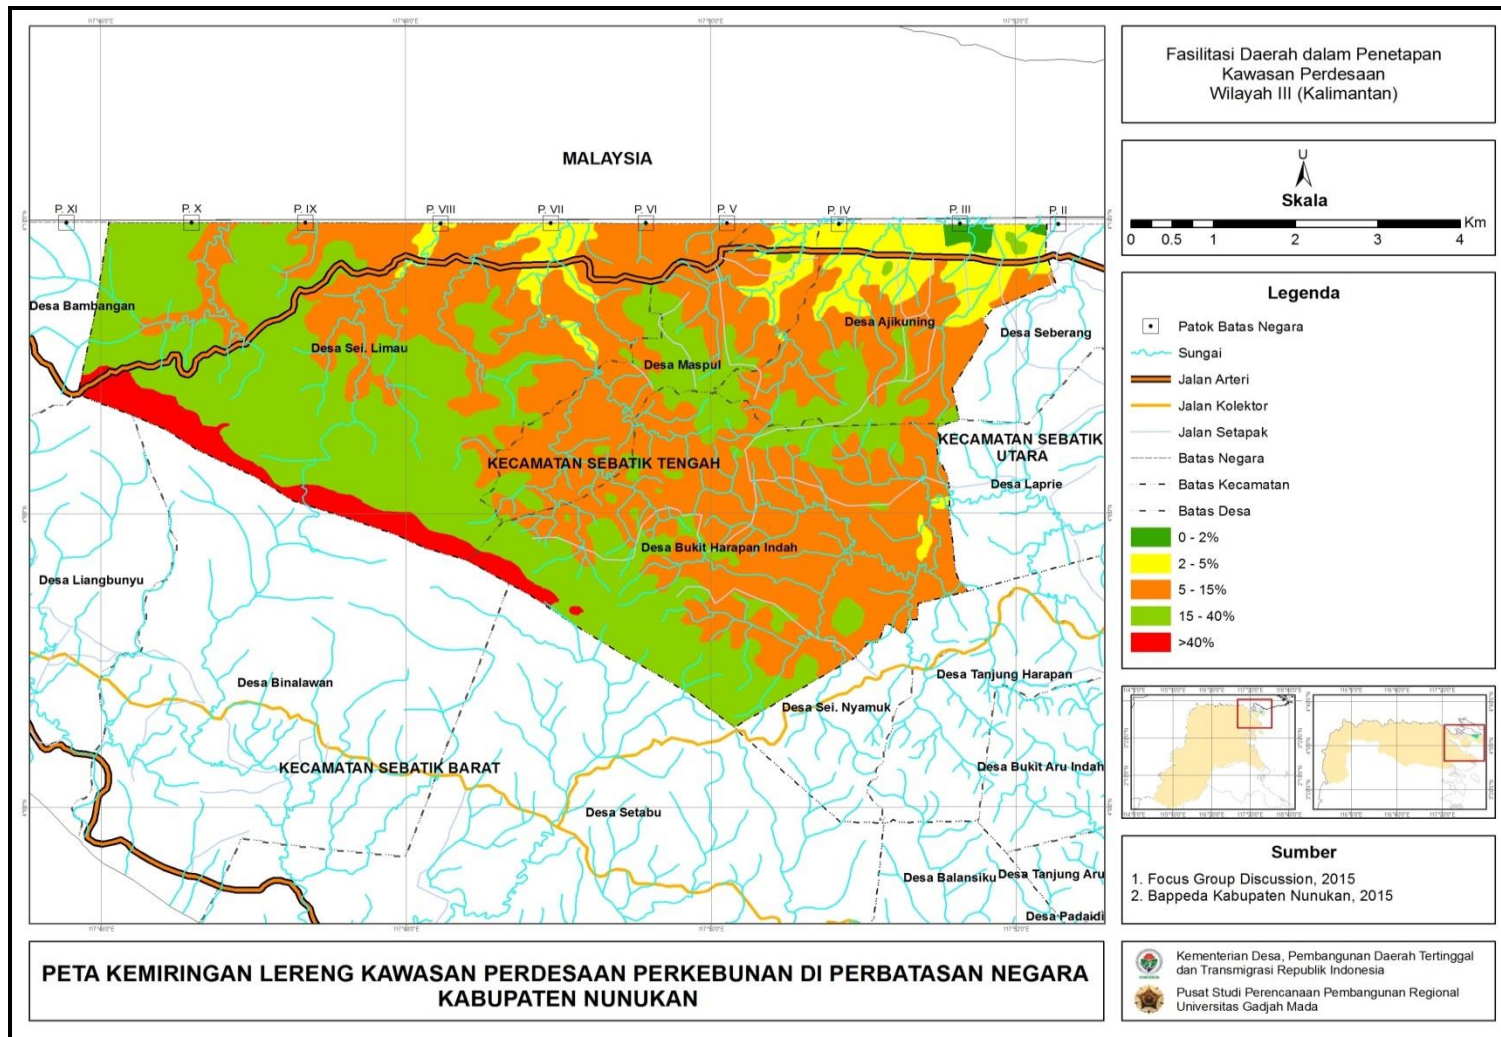 MALAYSIA
P. XI
P. X
P. IX
P. VIII
P. VII
P. VI
P. V
P. IV
P. III
P. II
Desa Bambangan
Desa Sei. Limau
Desa Maspul
Desa Ajikuning
Desa Seberang
KECAMATAN SEBATIK
UTARA
KECAMATAN SEBATIK TENGAH
Desa Laprie
Desa Bukit Harapan Indah
Desa Liangbunyu
Desa Binalawan
Desa Tanjung Harapan
Desa Sei. Nyamuk
KECAMATAN SEBATIK BARAT
Desa Bukit Aru Indah
Desa Setabu
Desa Balansiku
Desa Tanjung Aru
Desa Padaidi
PETA KEMIRINGAN LERENG KAWASAN PERDESAAN PERKEBUNAN DI PERBATASAN NEGARA
KABUPATEN NUNUKAN
Fasilitasi Daerah dalam Penetapan
Kawasan Perdesaan
Wilayah III (Kalimantan)
U
Skala
Km
0 0.5 1 2 3 4
Legenda
Patok Batas Negara
Sungai
Jalan Arteri
Jalan Kolektor
Jalan Setapak
Batas Negara
Batas Kecamatan
Batas Desa
0 - 2%
2 - 5%
5 - 15%
15 - 40%
>40%
Sumber
1. Focus Group Discussion, 2015
2. Bappeda Kabupaten Nunukan, 2015
Kementerian Desa, Pembangunan Daerah Tertinggal
dan Transmigrasi Republik Indonesia
Pusat Studi Perencanaan Pembangunan Regional
Universitas Gadjah Mada